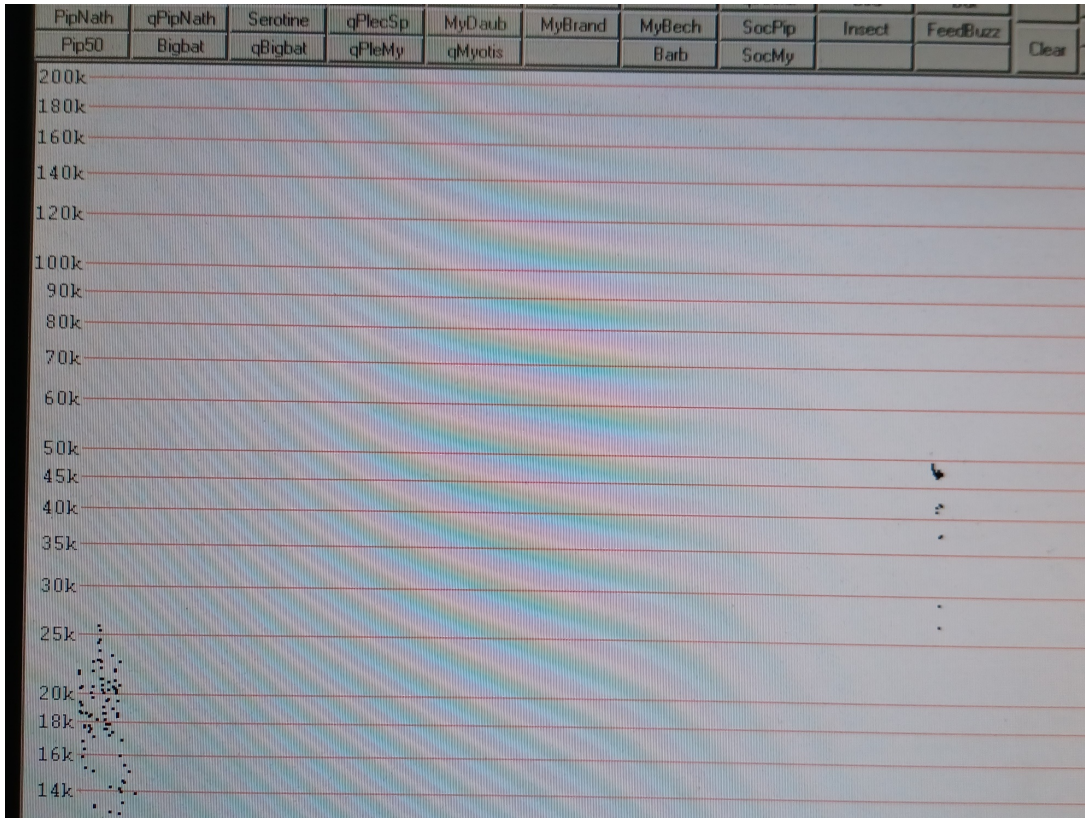 PipNath qPipNath Serotine qPlecSp MyDaub MyBrand MyBech SocPip Insect FeedBuzz
Pip50 Bigbat qBigbat qPleMy qMyotis Barb SocMy Clear
200k
180k
160k
140k
120k
100k
90k
80k
70k
60k
50k
45k
40k
35k
30k
25k
20k
18k
16k
14k